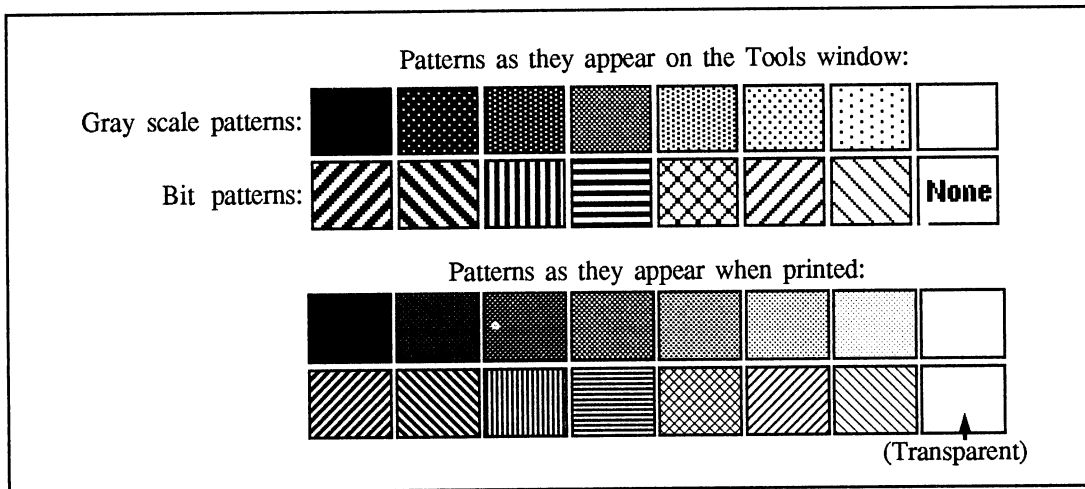 Patterns as they appear on the Tools window:
Gray scale patterns:
Bit patterns:
None
Patterns as they appear when printed:
(Transparent)